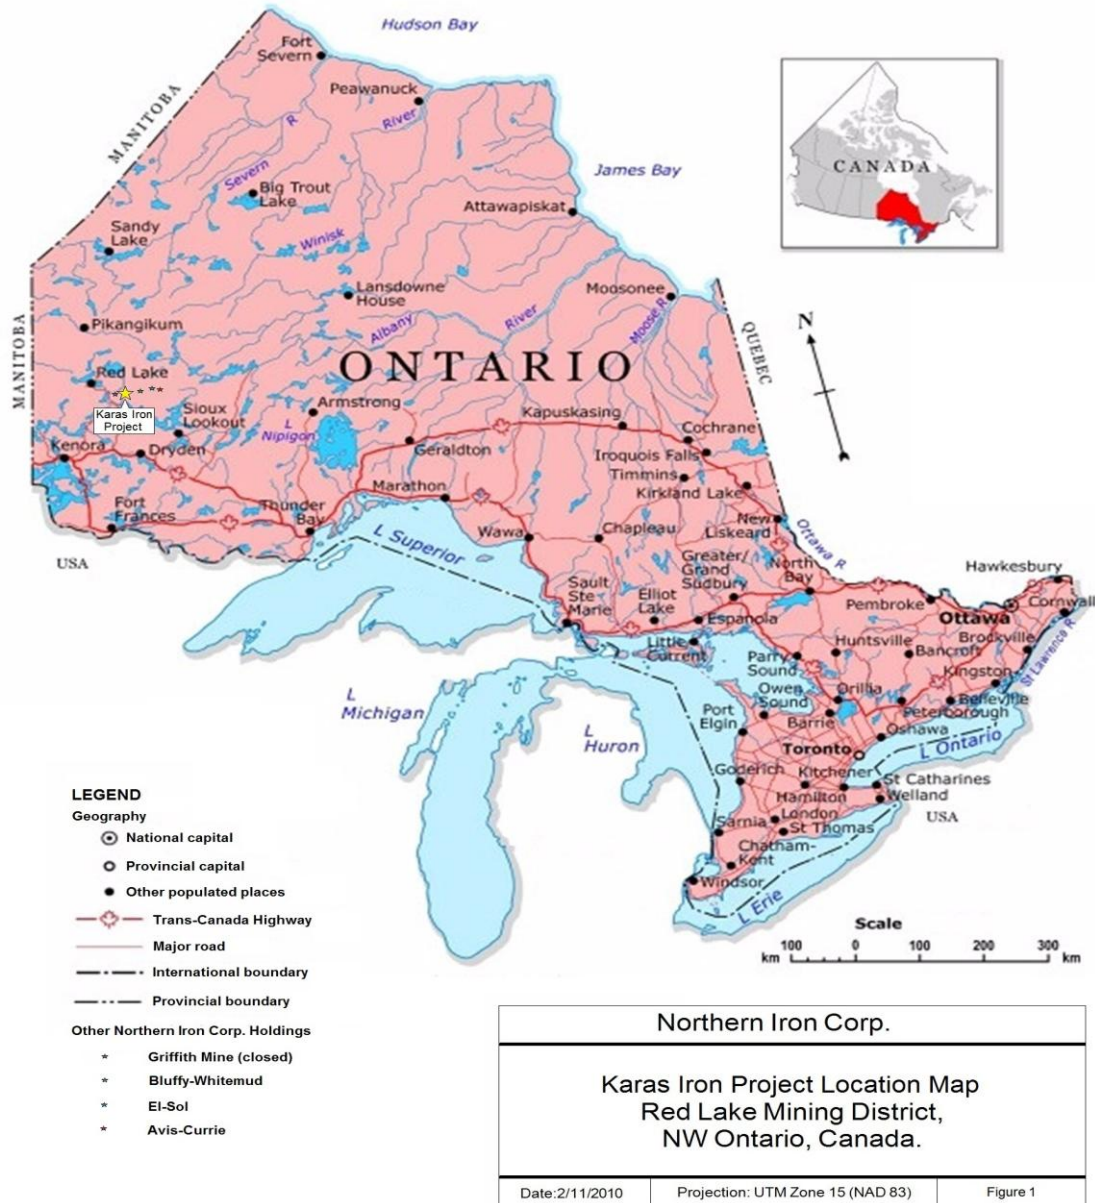 Hudson Bay
Fort
Severn
Peawanuck
River
MANITOBA
Severn
R
Big Trout
Lake
James Bay
CANADA
Attawapiskat
Sandy
Lake
Winisk
Lansdowne
House
Moosonee
MANITOBA
Pikangikum
Albany
River
Moose R
QUEBEC
N
ONTARIO
Red Lake
Karas Iron
Project
Sioux
Lookout
Armstrong
L
Nipigon
Kapuskasing
Cochrane
Kenora
Dryden
Geraldton
Iroquois Falls
Timmins
Kirkland Lake
Marathon
Fort
Frances
Thunder
Bay
Wawa
Chapleau
New
Liskeard
Ottawa R
USA
L Superior
Greater/
Grand
Sudbury
North
Bay
Hawkesbury
Sault
Ste
Marie
Elliot
Lake
Espanola
Pembroke
Ottawa
Cornwall
Little
Current
Huntsville
Bancroft
Brockville
Kingston
St Lawrence R
Parry
Sound
L
Michigan
Owen
Sound
Orillia
Belleville
Peterborough
Port
Elgin
Barrie
Oshawa
L
Huron
Toronto
L Ontario
Goderich
Kitchener
St Catharines
Hamilton
Welland
USA
Sarnia
London
St Thomas
Chatham-
Kent
Windsor
L Erie
LEGEND
Geography
National capital
Provincial capital
Other populated places
Trans-Canada Highway
Major road
International boundary
Provincial boundary
Other Northern Iron Corp. Holdings
Griffith Mine (closed)
Bluffy-Whitemud
El-Sol
Avis-Currie
Scale
100 0 100 200 300
km km
Northern Iron Corp.
Karas Iron Project Location Map
Red Lake Mining District,
NW Ontario, Canada.
Date:2/11/2010
Projection: UTM Zone 15 (NAD 83)
Figure 1